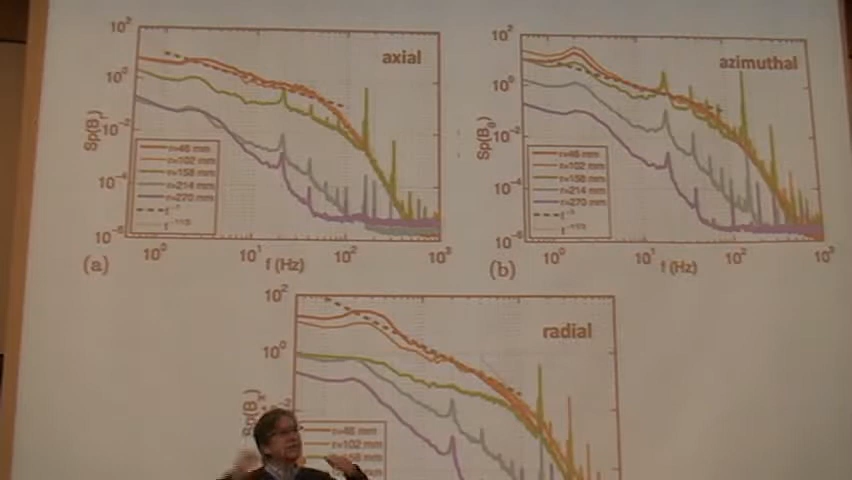 10²
10⁰
10⁻²
10⁻⁴
10⁻⁶
axial
r=46 mm
r=102 mm
r=158 mm
r=214 mm
r=270 mm
10⁰
10¹
10²
10³
(a)
f (Hz)
10²
10⁰
10⁻²
10⁻⁴
10⁻⁶
azimuthal
r=46 mm
r=102 mm
r=158 mm
r=214 mm
r=270 mm
10⁰
10¹
10²
10³
(b)
f (Hz)
10²
10⁰
radial
r=46 mm
r=102 mm
r=158 mm